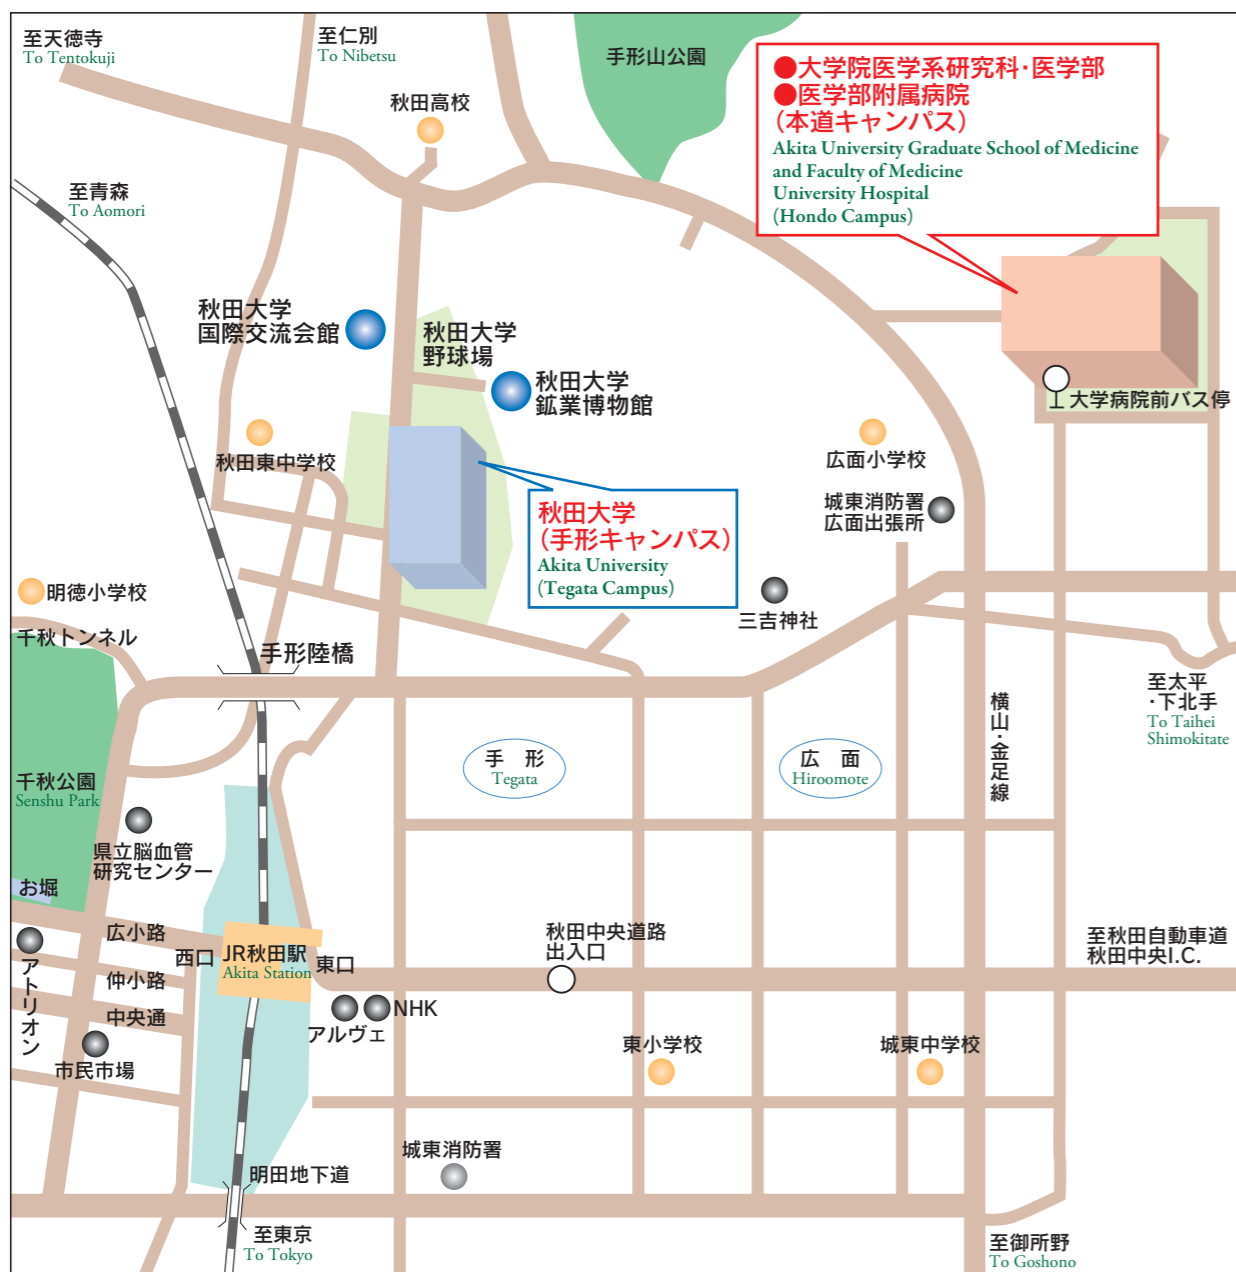 至天徳寺
To Tentokuji
至仁別
To Nibetsu
手形山公園
●大学院医学系研究科・医学部
●医学部附属病院
（本道キャンパス）
Akita University Graduate School of Medicine
and Faculty of Medicine
University Hospital
(Hondo Campus)
秋田高校
至青森
To Aomori
秋田大学
国際交流会館
秋田大学
野球場
秋田大学
鉱業博物館
大学病院前バス停
秋田東中学校
広面小学校
秋田大学
（手形キャンパス）
Akita University
(Tegata Campus)
城東消防署
広面出張所
明徳小学校
三吉神社
千秋トンネル
手形陸橋
至太平
・下北手
To Taihei
Shimokitate
横山・金足線
手 形
Tegata
広 面
Hiroomote
千秋公園
Senshu Park
県立脳血管
研究センター
お堀
広小路
西口
JR秋田駅
Akita Station
東口
秋田中央道路
出入口
至秋田自動車道
秋田中央I.C.
アトリオン
仲小路
中央通
NHK
アルヴェ
市民市場
東小学校
城東中学校
城東消防署
明田地下道
至東京
To Tokyo
至御所野
To Goshono